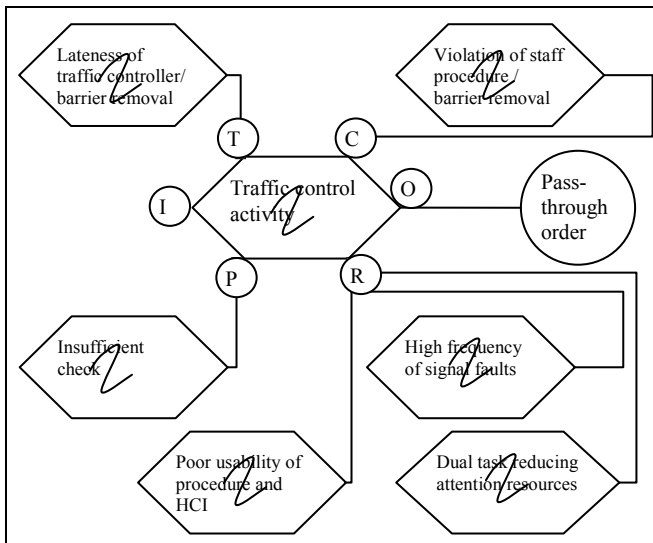 Lateness of
traffic controller/
barrier removal
Violation of staff
procedure /
barrier removal
T
C
I
Traffic control
activity
O
Pass-
through
order
P
R
Insufficient
check
High frequency
of signal faults
Poor usability of
procedure and
HCI
Dual task reducing
attention resources